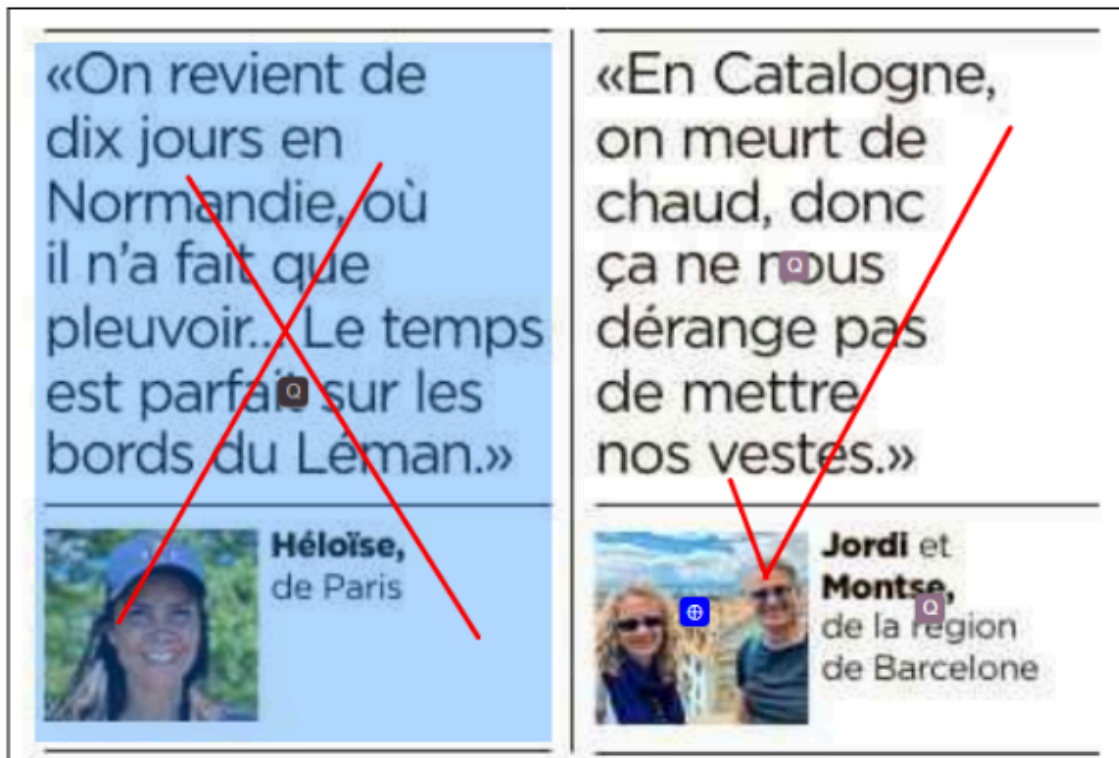 «On revient de
dix jours en
Normandie, où
il n'a fait que
pleuvoir... Le temps
est parfait sur les
bords du Léman.»
Héloïse,
de Paris
«En Catalogne,
on meurt de
chaud, donc
ça ne nous
dérange pas
de mettre
nos vestes.»
Jordi et
Montse,
de la région
de Barcelone